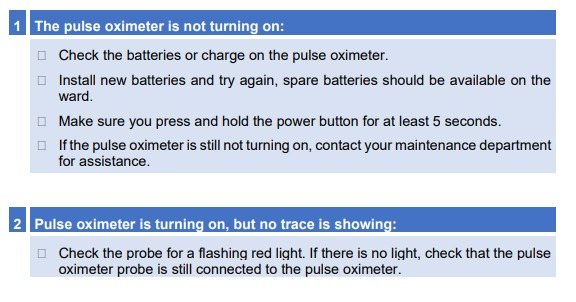 1 The pulse oximeter is not turning on:
☐ Check the batteries or charge on the pulse oximeter.
☐ Install new batteries and try again, spare batteries should be available on the
ward.
☐ Make sure you press and hold the power button for at least 5 seconds.
☐ If the pulse oximeter is still not turning on, contact your maintenance department
for assistance.
2 Pulse oximeter is turning on, but no trace is showing:
☐ Check the probe for a flashing red light. If there is no light, check that the pulse
oximeter probe is still connected to the pulse oximeter.